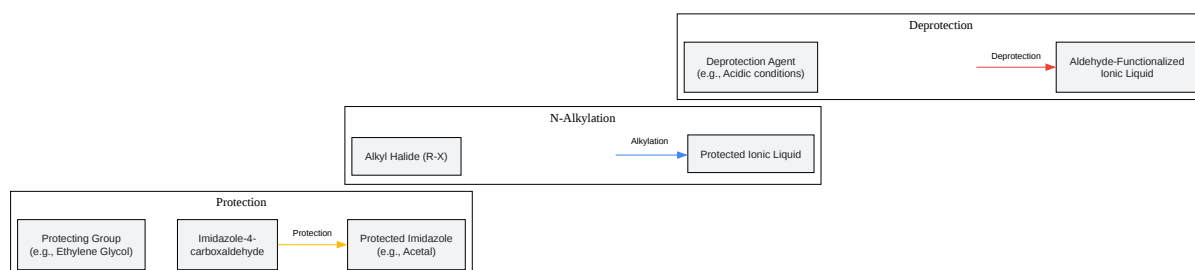 Deprotection
Deprotection Agent
(e.g., Acidic conditions)
Deprotection
Aldehyde-Functionalized
Ionic Liquid
N-Alkylation
Alkyl Halide (R-X)
Alkylation
Protected Ionic Liquid
Protection
Protecting Group
(e.g., Ethylene Glycol)
Imidazole-4-
carboxaldehyde
Protection
Protected Imidazole
(e.g., Acetal)